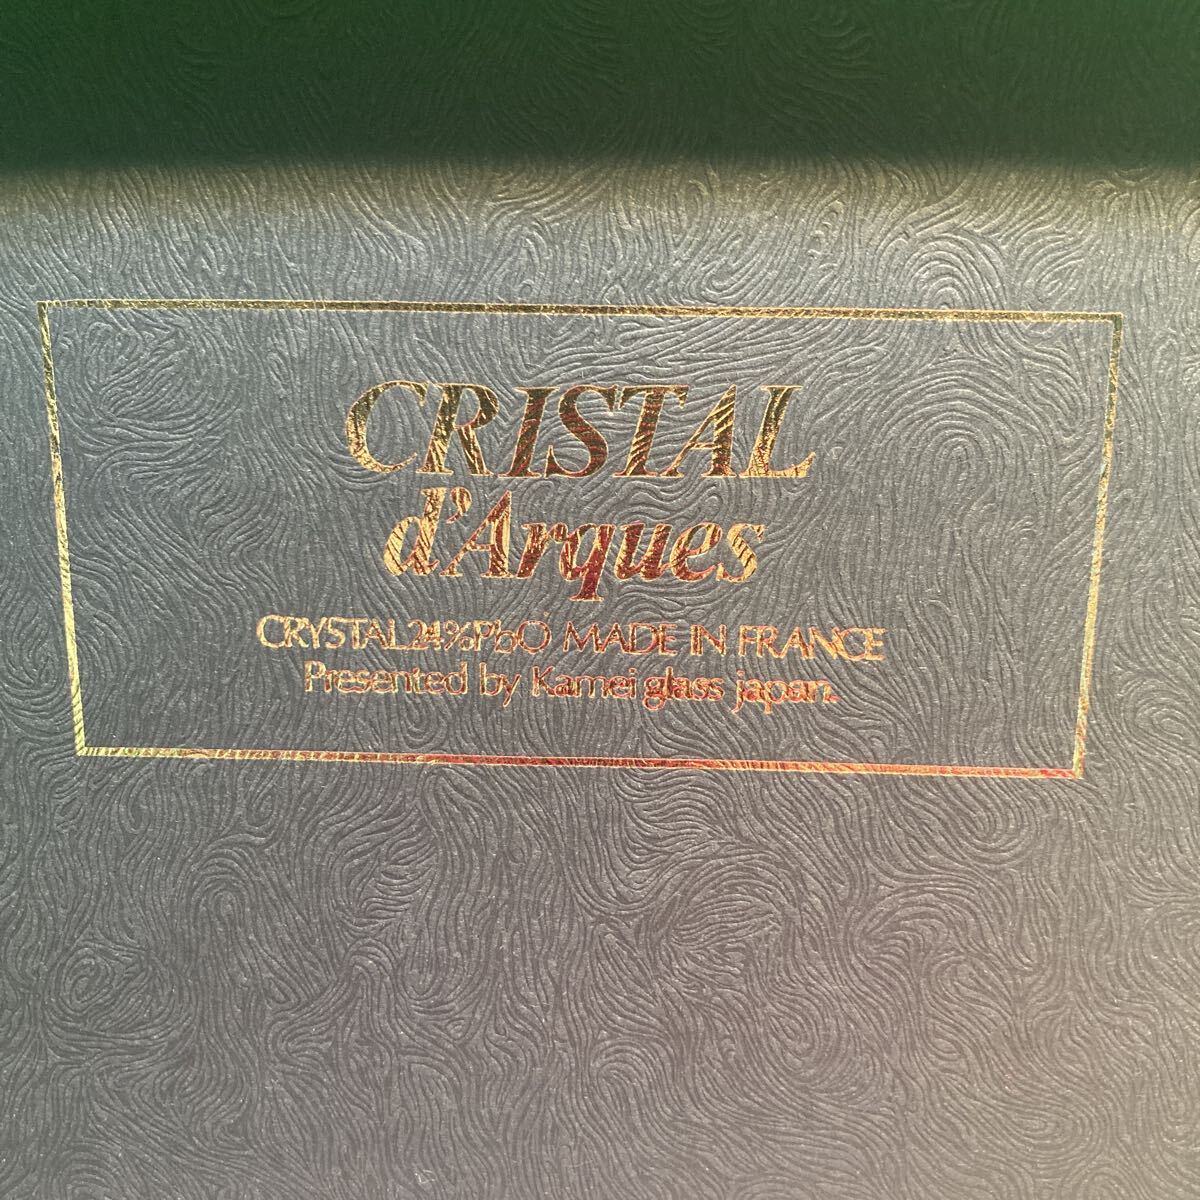 CRISTAL
d'Arques
CRYSTAL24%PbO MADE IN FRANCE
Presented by Kamei glass japan.